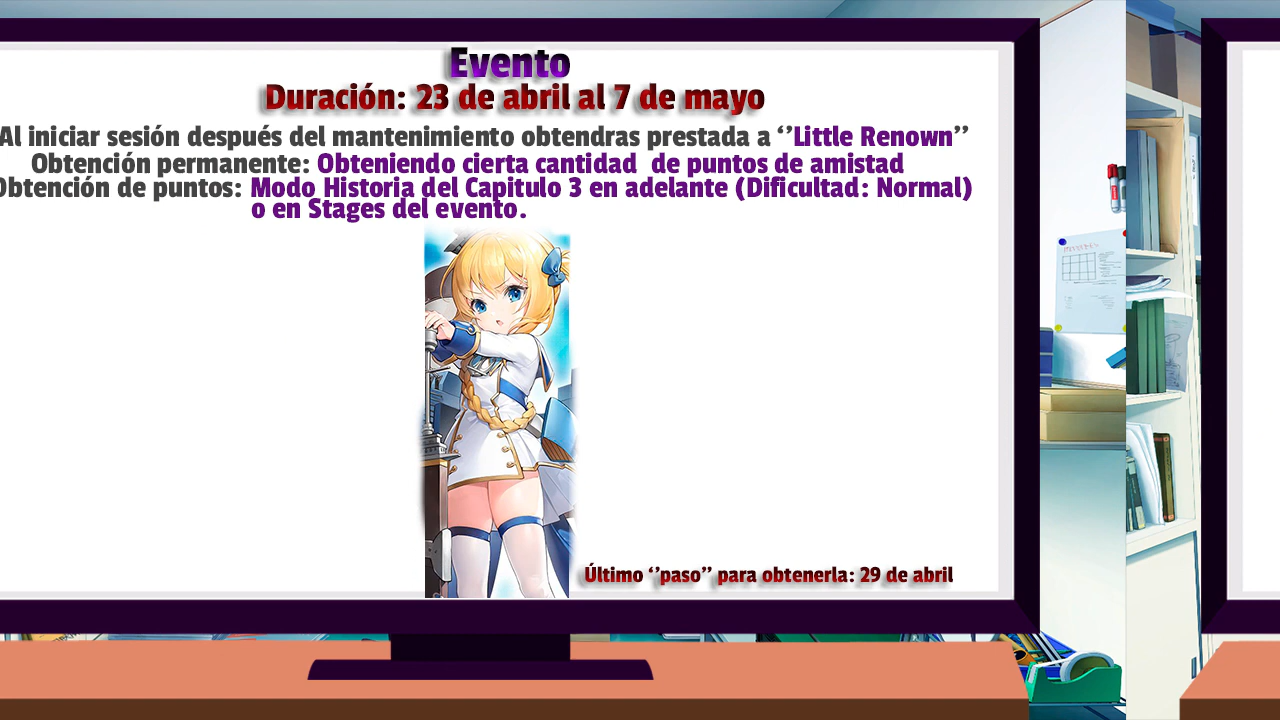 Evento
Duración: 23 de abril al 7 de mayo
Al iniciar sesión después del mantenimiento obtendras prestada a ‘’Little Renown’’
Obtención permanente: Obteniendo cierta cantidad de puntos de amistad
Obtención de puntos: Modo Historia del Capitulo 3 en adelante (Dificultad: Normal)
o en Stages del evento.
Último ‘’paso’’ para obtenerla: 29 de abril